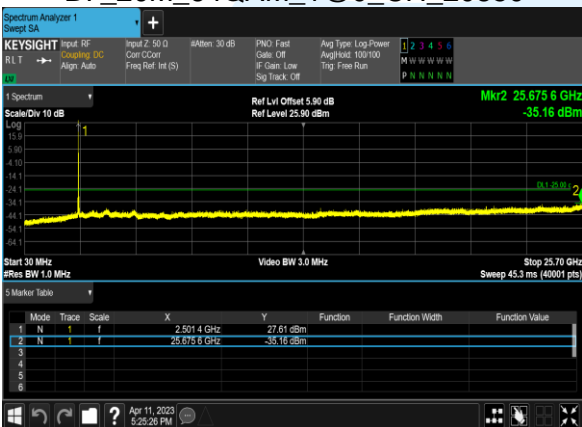 Spectrum Analyzer 1
Swept SA
KEYSIGHT
RLT
Input: RF
Coupling: DC
Align: Auto
Input Z: 50 Ω
Corr CCorr
Freq Ref: Int (S)
#Atten: 30 dB
PNO: Fast
Gate: Off
IF Gain: Low
Sig Track: Off
Avg Type: Log-Power
Avg|Hold: 100/100
Trig: Free Run
1 2 3 4 5 6
M W W W W W
P N N N N N
1 Spectrum
Scale/Div 10 dB
Ref Lvl Offset 5.90 dB
Ref Level 25.90 dBm
Mkr2 25.675 6 GHz
-35.16 dBm
Log
15.9
5.90
-4.10
-14.1
-24.1
-34.1
-44.1
-54.1
-64.1
1
2
Start 30 MHz
#Res BW 1.0 MHz
Video BW 3.0 MHz
Stop 25.70 GHz
Sweep 45.3 ms (40001 pts)
5 Marker Table
Mode Trace Scale X Y Function Function Width Function Value
1 N 1 f 2.501 4 GHz 27.61 dBm
2 N 1 f 25.675 6 GHz -35.16 dBm
3
4
5
6
?
Apr 11, 2023
5:25:26 PM